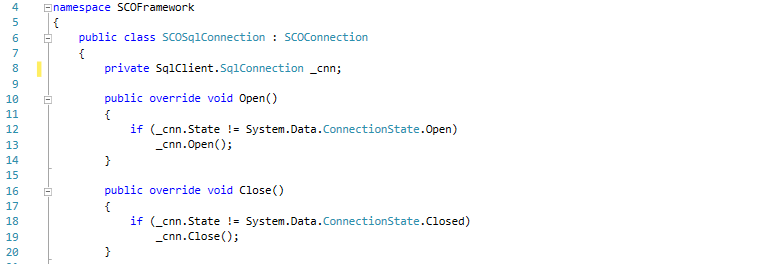 4 namespace SCOFramework
5 {
6 public class SCOSqlConnection : SCOConnection
7 {
8 private SqlClient.SqlConnection _cnn;
9
10 public override void Open()
11 {
12 if (_cnn.State != System.Data.ConnectionState.Open)
13 _cnn.Open();
14 }
15
16 public override void Close()
17 {
18 if (_cnn.State != System.Data.ConnectionState.Closed)
19 _cnn.Close();
20 }